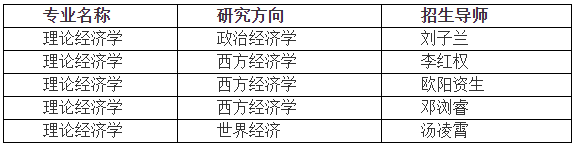 专业名称 研究方向 招生导师
理论经济学 政治经济学 刘子兰
理论经济学 西方经济学 李红权
理论经济学 西方经济学 欧阳资生
理论经济学 西方经济学 邓浏睿
理论经济学 世界经济 汤凌霄